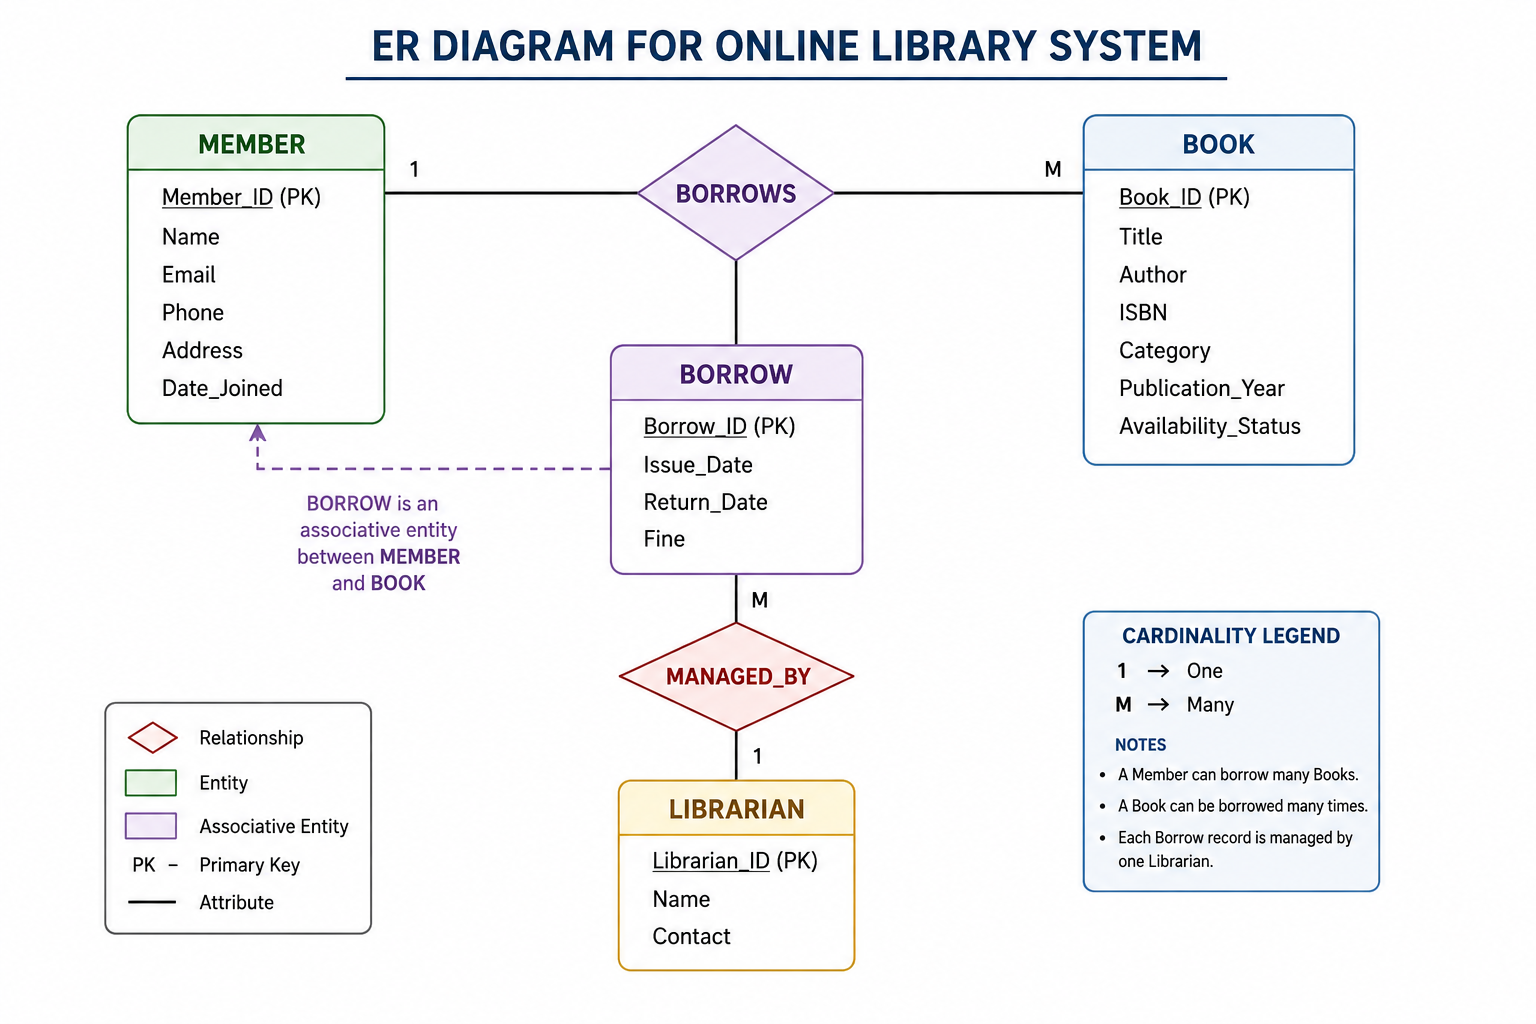 ER DIAGRAM FOR ONLINE LIBRARY SYSTEM
MEMBER
Member_ID (PK)
Name
Email
Phone
Address
Date_Joined
1
BORROWS
M
BOOK
Book_ID (PK)
Title
Author
ISBN
Category
Publication_Year
Availability_Status
BORROW
Borrow_ID (PK)
Issue_Date
Return_Date
Fine
BORROW is an
associative entity
between MEMBER
and BOOK
M
MANAGED_BY
1
LIBRARIAN
Librarian_ID (PK)
Name
Contact
Relationship
Entity
Associative Entity
PK – Primary Key
Attribute
CARDINALITY LEGEND
1 → One
M → Many
NOTES
• A Member can borrow many Books.
• A Book can be borrowed many times.
• Each Borrow record is managed by
one Librarian.